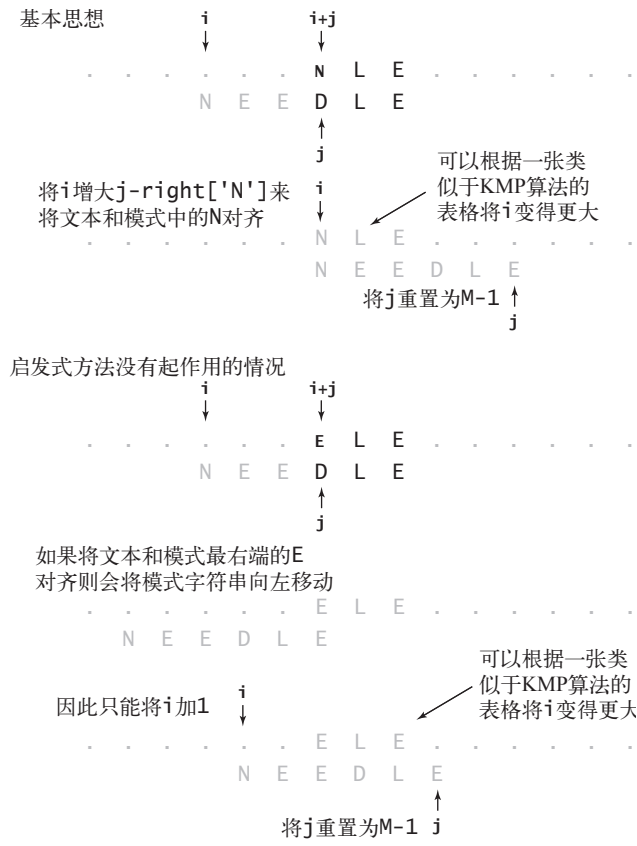 基本思想 i i+j
. . . . . . N L E . . . . . .
N E E D L E
j
将i增大j-right['N']来
将文本和模式中的N对齐
i
可以根据一张类
似于KMP算法的
表格将i变得更大
. . . . . . N L E . . . . . .
N E E D L E
将j重置为M-1
j
启发式方法没有起作用的情况
i i+j
. . . . . . E L E . . . . . .
N E E D L E
j
如果将文本和模式最右端的E
对齐则会将模式字符串向左移动
. . . . . . E L E . . . . . .
N E E D L E
因此只能将i加1
i
可以根据一张类
似于KMP算法的
表格将i变得更大
. . . . . . E L E . . . . . .
N E E D L E
将j重置为M-1 j